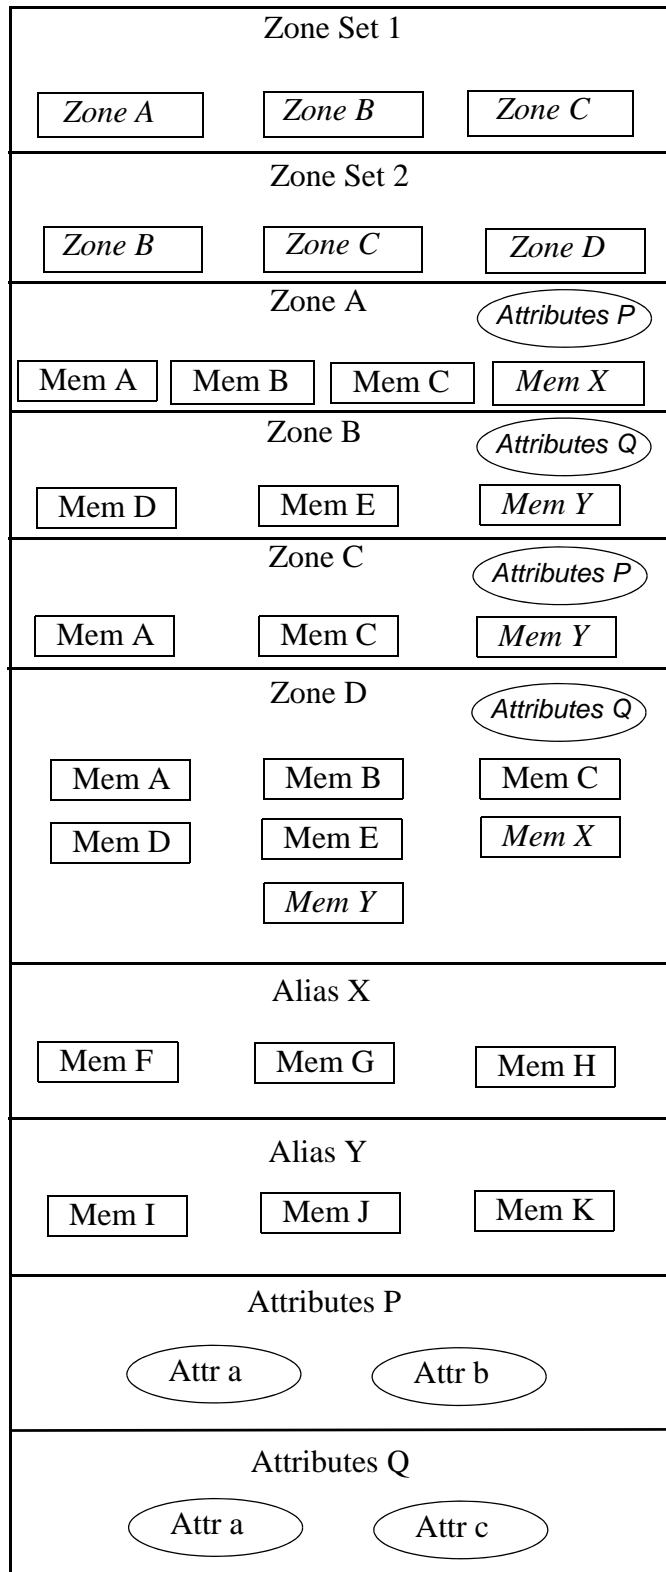 Zone Set 1
Zone A Zone B Zone C
Zone Set 2
Zone B Zone C Zone D
Zone A Attributes P
Mem A Mem B Mem C Mem X
Zone B Attributes Q
Mem D Mem E Mem Y
Zone C Attributes P
Mem A Mem C Mem Y
Zone D Attributes Q
Mem A Mem B Mem C
Mem D Mem E Mem X
Mem Y
Alias X
Mem F Mem G Mem H
Alias Y
Mem I Mem J Mem K
Attributes P
Attr a Attr b
Attributes Q
Attr a Attr c